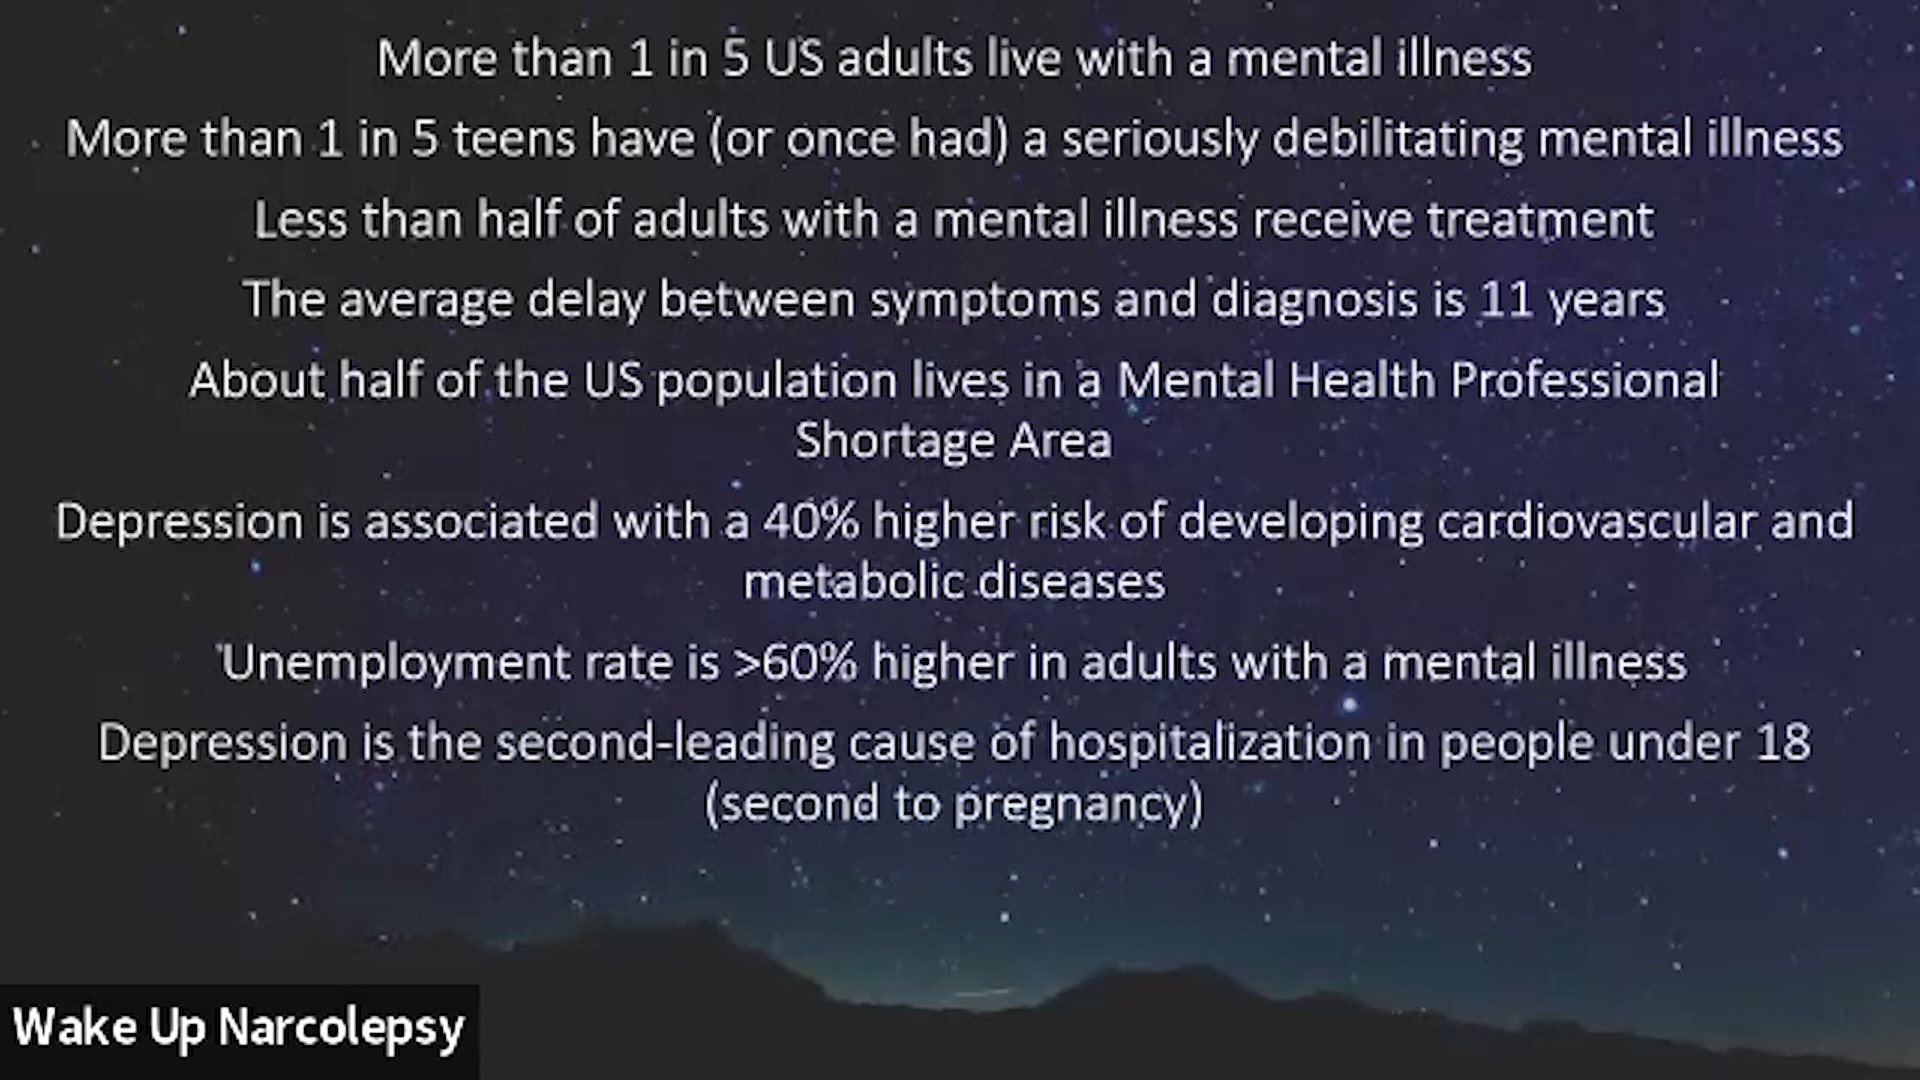 More than 1 in 5 US adults live with a mental illness
More than 1 in 5 teens have (or once had) a seriously debilitating mental illness
Less than half of adults with a mental illness receive treatment
The average delay between symptoms and diagnosis is 11 years
About half of the US population lives in a Mental Health Professional
Shortage Area
Depression is associated with a 40% higher risk of developing cardiovascular and
metabolic diseases
Unemployment rate is >60% higher in adults with a mental illness
Depression is the second-leading cause of hospitalization in people under 18
(second to pregnancy)
Wake Up Narcolepsy